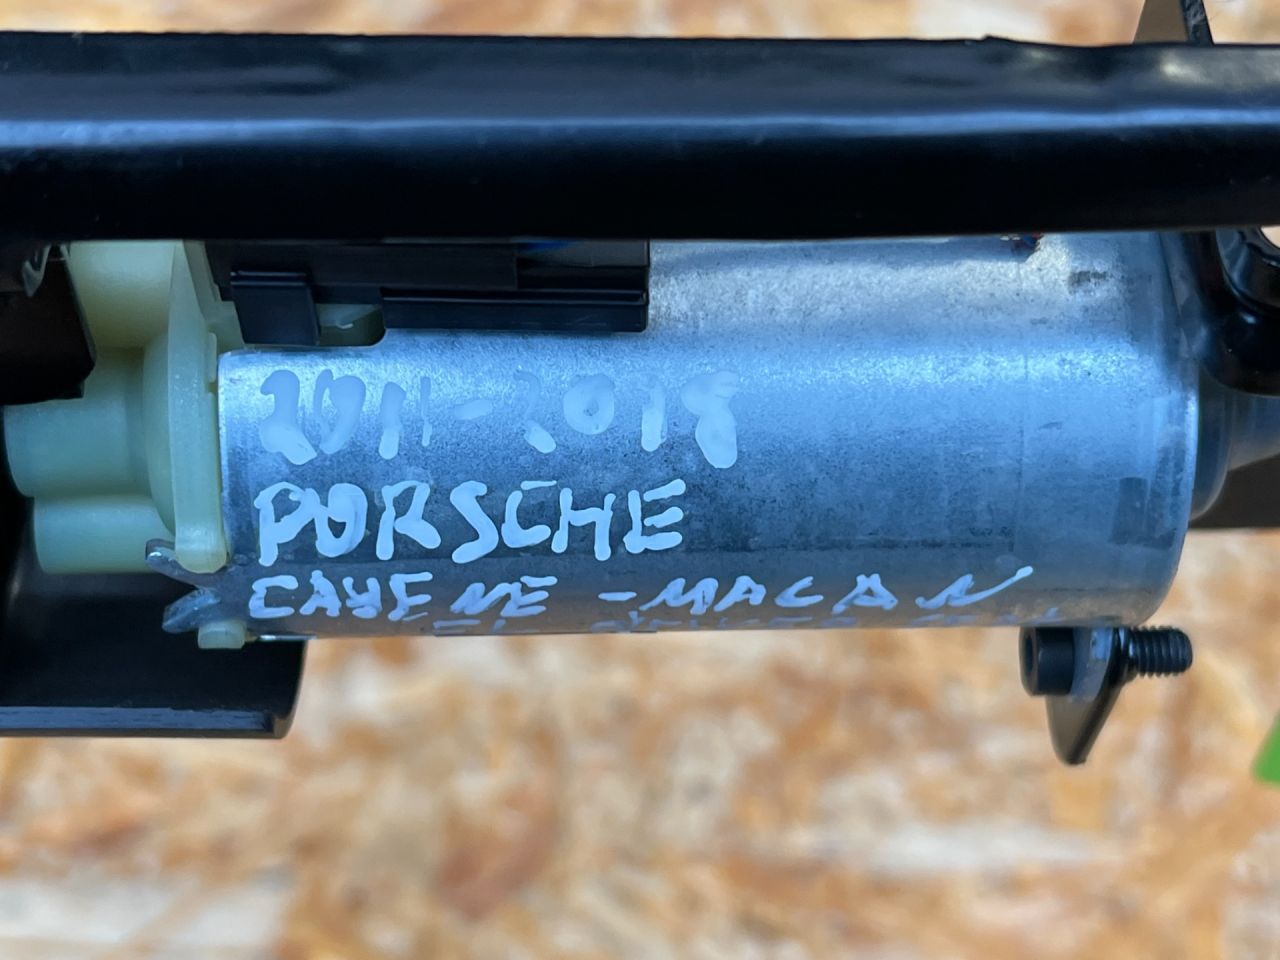 2011-2018
PORSCHE
CAYENE -MACAN